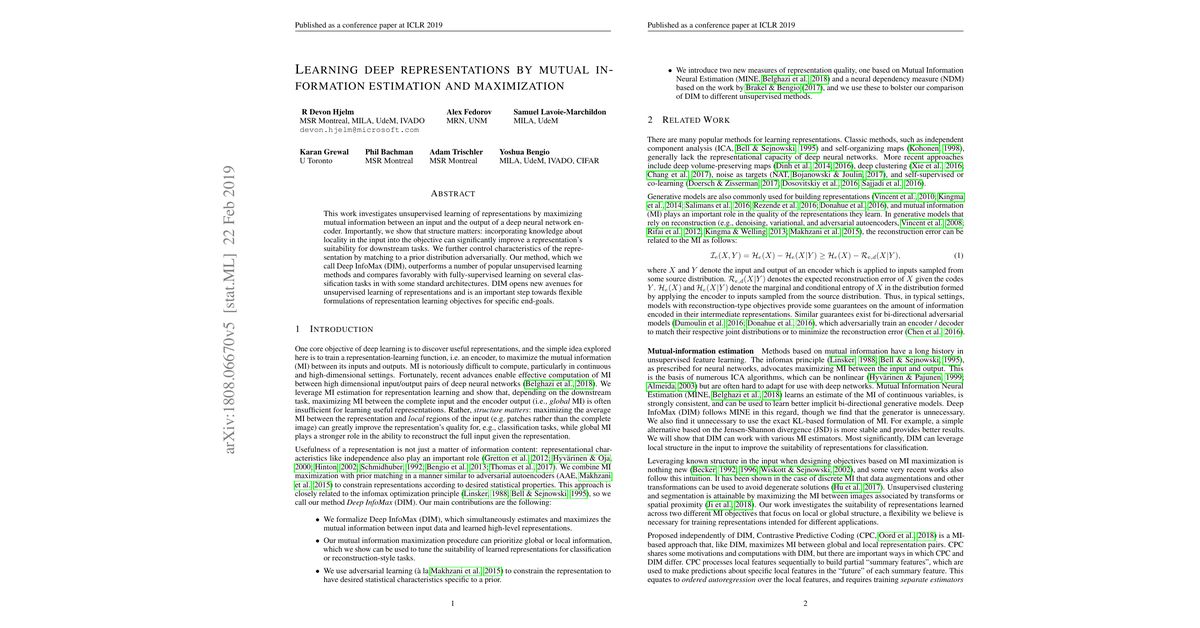 Published as a conference paper at ICLR 2019
LEARNING DEEP REPRESENTATIONS BY MUTUAL IN-
FORMATION ESTIMATION AND MAXIMIZATION
R Devon Hjelm
MSR Montreal, MILA, UdeM, IVADO
devon.hjelm@microsoft.com
Alex Fedorov
MRN, UNM
Samuel Lavoie-Marchildon
MILA, UdeM
Karan Grewal
U Toronto
Phil Bachman
MSR Montreal
Adam Trischler
MSR Montreal
Yoshua Bengio
MILA, UdeM, IVADO, CIFAR
ABSTRACT
This work investigates unsupervised learning of representations by maximizing
mutual information between an input and the output of a deep neural network en-
coder. Importantly, we show that structure matters: incorporating knowledge about
locality in the input into the objective can significantly improve a representation's
suitability for downstream tasks. We further control characteristics of the repre-
sentation by matching to a prior distribution adversarially. Our method, which we
call Deep InfoMax (DIM), outperforms a number of popular unsupervised learning
methods and compares favorably with fully-supervised learning on several clas-
sification tasks in with some standard architectures. DIM opens new avenues for
unsupervised learning of representations and is an important step towards flexible
formulations of representation learning objectives for specific end-goals.
1 INTRODUCTION
One core objective of deep learning is to discover useful representations, and the simple idea explored
here is to train a representation-learning function, i.e. an encoder, to maximize the mutual information
(MI) between its inputs and outputs. MI is notoriously difficult to compute, particularly in continuous
and high-dimensional settings. Fortunately, recent advances enable effective computation of MI
between high dimensional input/output pairs of deep neural networks (Belghazi et al., 2018). We
leverage MI estimation for representation learning and show that, depending on the downstream
task, maximizing MI between the complete input and the encoder output (i.e., global MI) is often
insufficient for learning useful representations. Rather, structure matters: maximizing the average
MI between the representation and local regions of the input (e.g. patches rather than the complete
image) can greatly improve the representation's quality for, e.g., classification tasks, while global MI
plays a stronger role in the ability to reconstruct the full input given the representation.
Usefulness of a representation is not just a matter of information content: representational char-
acteristics like independence also play an important role (Gretton et al., 2012; Hyvärinen & Oja,
2000; Hinton, 2002; Schmidhuber, 1992; Bengio et al., 2013; Thomas et al., 2017). We combine MI
maximization with prior matching in a manner similar to adversarial autoencoders (AAE, Makhzani
et al., 2015) to constrain representations according to desired statistical properties. This approach is
closely related to the infomax optimization principle (Linsker, 1988; Bell & Sejnowski, 1995), so we
call our method Deep InfoMax (DIM). Our main contributions are the following:
• We formalize Deep InfoMax (DIM), which simultaneously estimates and maximizes the
mutual information between input data and learned high-level representations.
• Our mutual information maximization procedure can prioritize global or local information,
which we show can be used to tune the suitability of learned representations for classification
or reconstruction-style tasks.
• We use adversarial learning (à la Makhzani et al., 2015) to constrain the representation to
have desired statistical characteristics specific to a prior.
1
arXiv:1808.06670v5 [stat.ML] 22 Feb 2019
Published as a conference paper at ICLR 2019
• We introduce two new measures of representation quality, one based on Mutual Information
Neural Estimation (MINE, Belghazi et al., 2018) and a neural dependency measure (NDM)
based on the work by Brakel & Bengio (2017), and we use these to bolster our comparison
of DIM to different unsupervised methods.
2 RELATED WORK
There are many popular methods for learning representations. Classic methods, such as independent
component analysis (ICA, Bell & Sejnowski, 1995) and self-organizing maps (Kohonen, 1998),
generally lack the representational capacity of deep neural networks. More recent approaches
include deep volume-preserving maps (Dinh et al., 2014; 2016), deep clustering (Xie et al., 2016;
Chang et al., 2017), noise as targets (NAT, Bojanowski & Joulin, 2017), and self-supervised or
co-learning (Doersch & Zisserman, 2017; Dosovitskiy et al., 2016; Sajjadi et al., 2016).
Generative models are also commonly used for building representations (Vincent et al., 2010; Kingma
et al., 2014; Salimans et al., 2016; Rezende et al., 2016; Donahue et al., 2016), and mutual information
(MI) plays an important role in the quality of the representations they learn. In generative models that
rely on reconstruction (e.g., denoising, variational, and adversarial autoencoders, Vincent et al., 2008;
Rifai et al., 2012; Kingma & Welling, 2013; Makhzani et al., 2015), the reconstruction error can be
related to the MI as follows:
I_e(X, Y) = H_e(X) − H_e(X|Y) ≥ H_e(X) − R_{e,d}(X|Y), (1)
where X and Y denote the input and output of an encoder which is applied to inputs sampled from
some source distribution. R_{e,d}(X|Y) denotes the expected reconstruction error of X given the codes
Y. H_e(X) and H_e(X|Y) denote the marginal and conditional entropy of X in the distribution formed
by applying the encoder to inputs sampled from the source distribution. Thus, in typical settings,
models with reconstruction-type objectives provide some guarantees on the amount of information
encoded in their intermediate representations. Similar guarantees exist for bi-directional adversarial
models (Dumoulin et al., 2016; Donahue et al., 2016), which adversarially train an encoder / decoder
to match their respective joint distributions or to minimize the reconstruction error (Chen et al., 2016).
Mutual-information estimation Methods based on mutual information have a long history in
unsupervised feature learning. The infomax principle (Linsker, 1988; Bell & Sejnowski, 1995),
as prescribed for neural networks, advocates maximizing MI between the input and output. This
is the basis of numerous ICA algorithms, which can be nonlinear (Hyvärinen & Pajunen, 1999;
Almeida, 2003) but are often hard to adapt for use with deep networks. Mutual Information Neural
Estimation (MINE, Belghazi et al., 2018) learns an estimate of the MI of continuous variables, is
strongly consistent, and can be used to learn better implicit bi-directional generative models. Deep
InfoMax (DIM) follows MINE in this regard, though we find that the generator is unnecessary.
We also find it unnecessary to use the exact KL-based formulation of MI. For example, a simple
alternative based on the Jensen-Shannon divergence (JSD) is more stable and provides better results.
We will show that DIM can work with various MI estimators. Most significantly, DIM can leverage
local structure in the input to improve the suitability of representations for classification.
Leveraging known structure in the input when designing objectives based on MI maximization is
nothing new (Becker, 1992; 1996; Wiskott & Sejnowski, 2002), and some very recent works also
follow this intuition. It has been shown in the case of discrete MI that data augmentations and other
transformations can be used to avoid degenerate solutions (Hu et al., 2017). Unsupervised clustering
and segmentation is attainable by maximizing the MI between images associated by transforms or
spatial proximity (Ji et al., 2018). Our work investigates the suitability of representations learned
across two different MI objectives that focus on local or global structure, a flexibility we believe is
necessary for training representations intended for different applications.
Proposed independently of DIM, Contrastive Predictive Coding (CPC, Oord et al., 2018) is a MI-
based approach that, like DIM, maximizes MI between global and local representation pairs. CPC
shares some motivations and computations with DIM, but there are important ways in which CPC and
DIM differ. CPC processes local features sequentially to build partial "summary features", which are
used to make predictions about specific local features in the "future" of each summary feature. This
equates to ordered autoregression over the local features, and requires training separate estimators
2